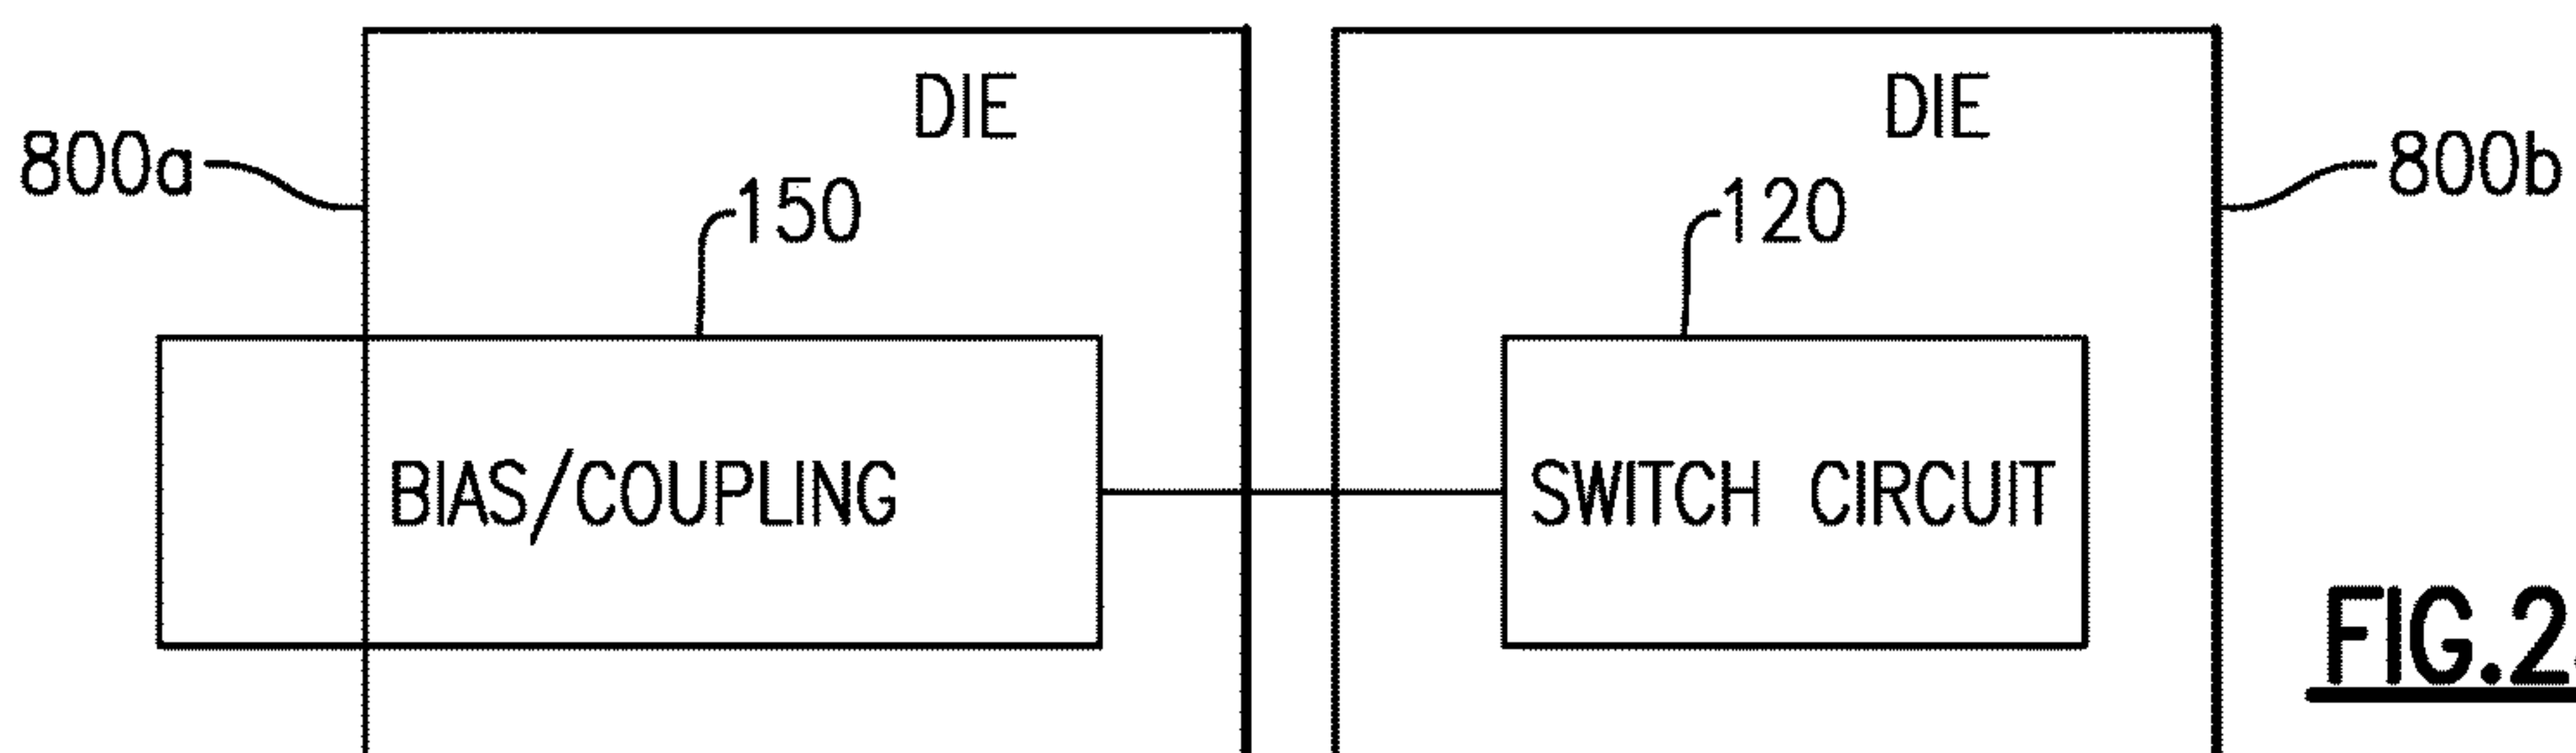 DIE
DIE
800a
800b
150
120
BIAS/COUPLING
SWITCH CIRCUIT
FIG.2